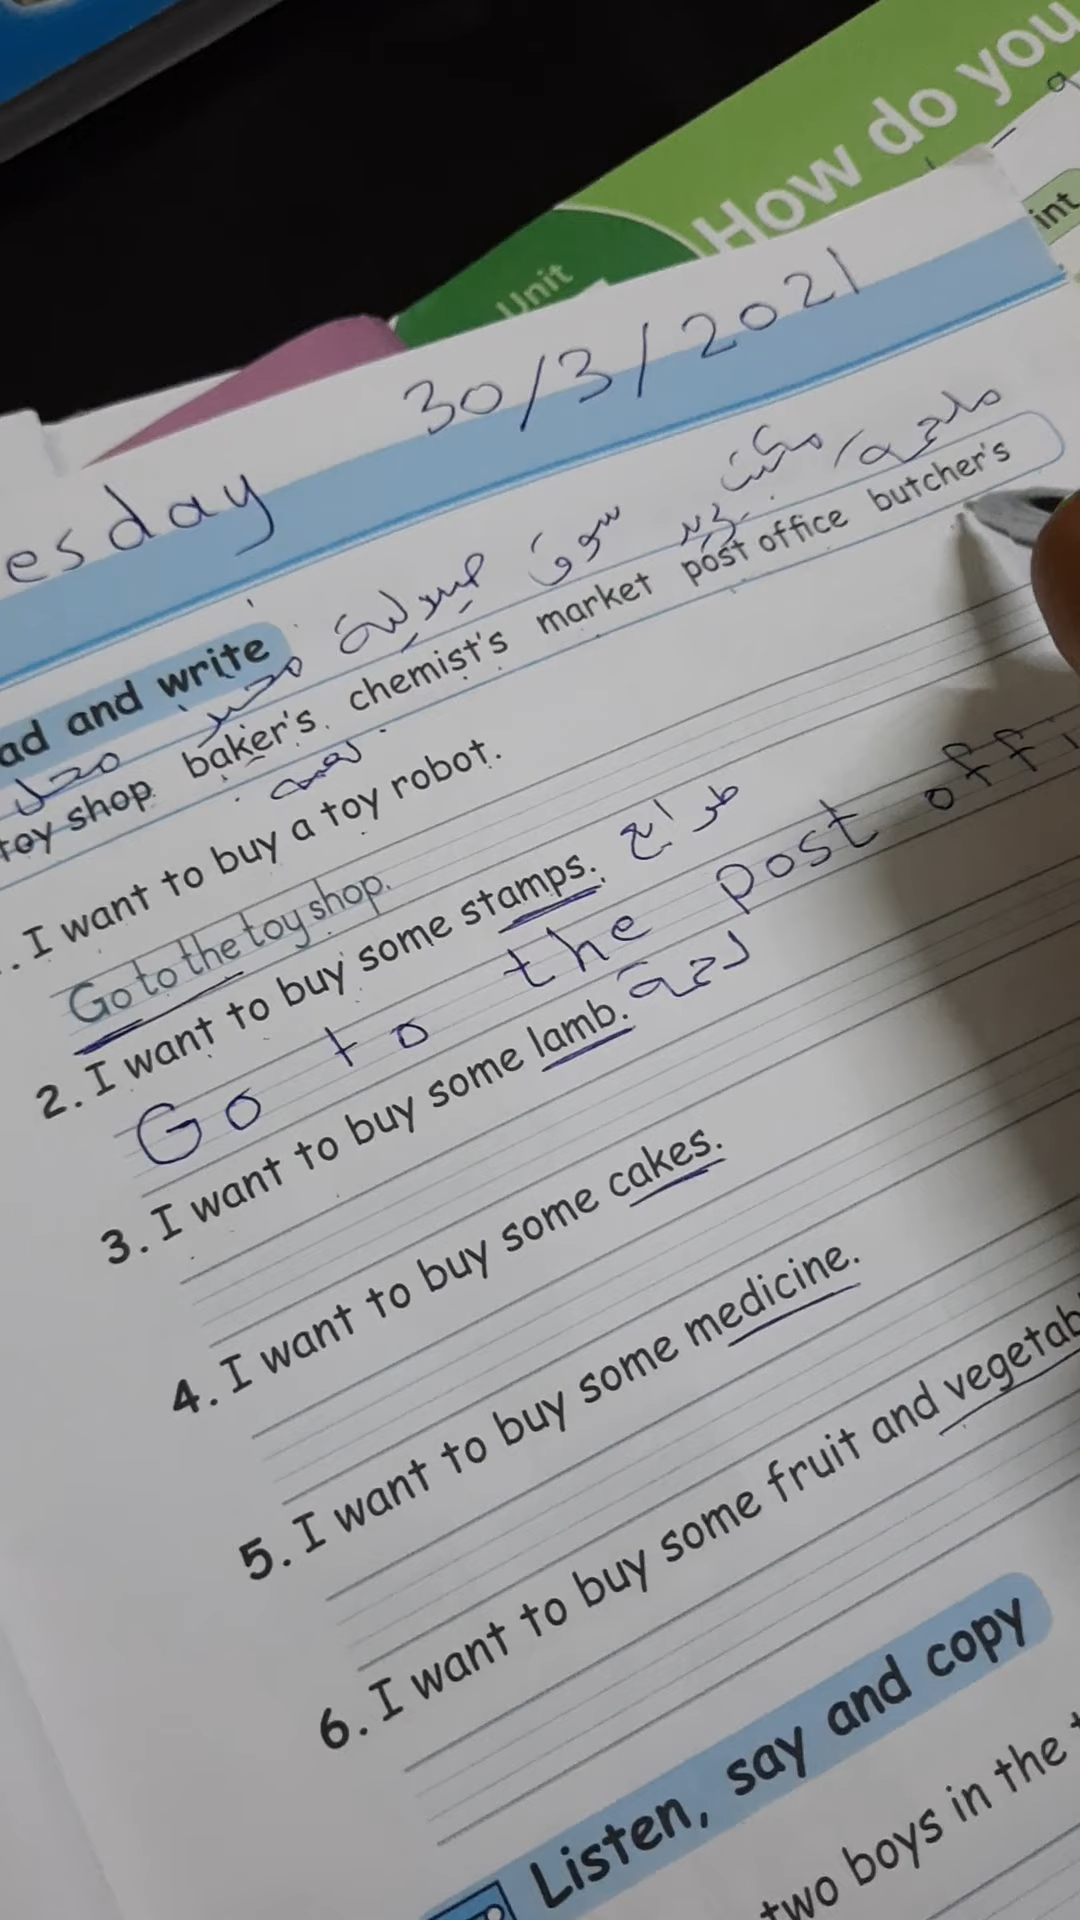 How do you
int
Unit
esday 30/3/2021
ad and write
محل مخبز صيدلية سوق مكتب بريد ملحمة
toy shop baker's chemist's market post office butcher's
. I want to buy a toy robot.
Go to the toy shop.
2. I want to buy some stamps. طوابع
Go to the post off
3. I want to buy some lamb. لحمة
4. I want to buy some cakes.
5. I want to buy some medicine.
6. I want to buy some fruit and vegetab
Listen, say and copy
two boys in the